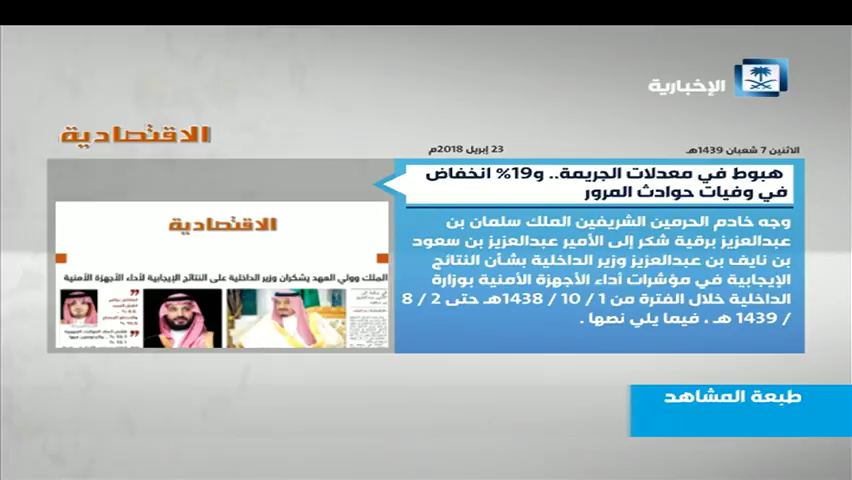 الإخبارية
الاقتصادية
23 إبريل 2018م
الاثنين 7 شعبان 1439هـ
هبوط في معدلات الجريمة.. و19% انخفاض
في وفيات حوادث المرور
وجه خادم الحرمين الشريفين الملك سلمان بن
عبدالعزيز برقية شكر إلى الأمير عبدالعزيز بن سعود
بن نايف بن عبدالعزيز وزير الداخلية بشأن النتائج
الإيجابية في مؤشرات أداء الأجهزة الأمنية بوزارة
الداخلية خلال الفترة من 1 / 10 / 1438هـ حتى 2 / 8
/ 1439 هـ ، فيما يلي نصها .
الاقتصادية
الملك وولي العهد يشكران وزير الداخلية على النتائج الإيجابية لأداء الأجهزة الأمنية
طبعة المشاهد